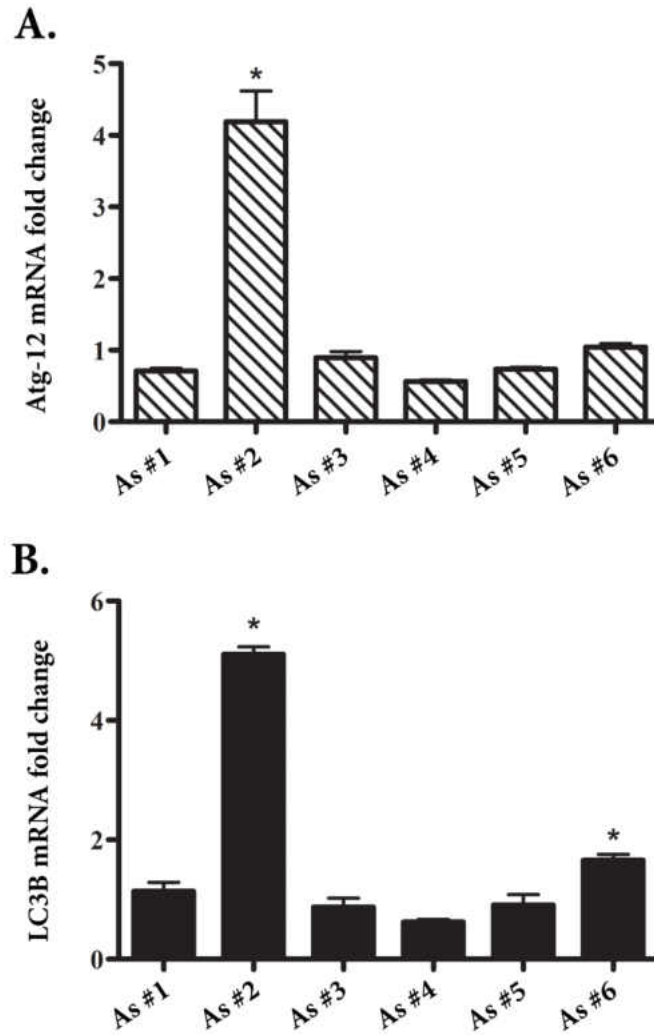 A.
Atg-12 mRNA fold change
5
4
3
2
1
0
*
As #1
As #2
As #3
As #4
As #5
As #6
B.
LC3B mRNA fold change
6
4
2
0
*
*
As #1
As #2
As #3
As #4
As #5
As #6